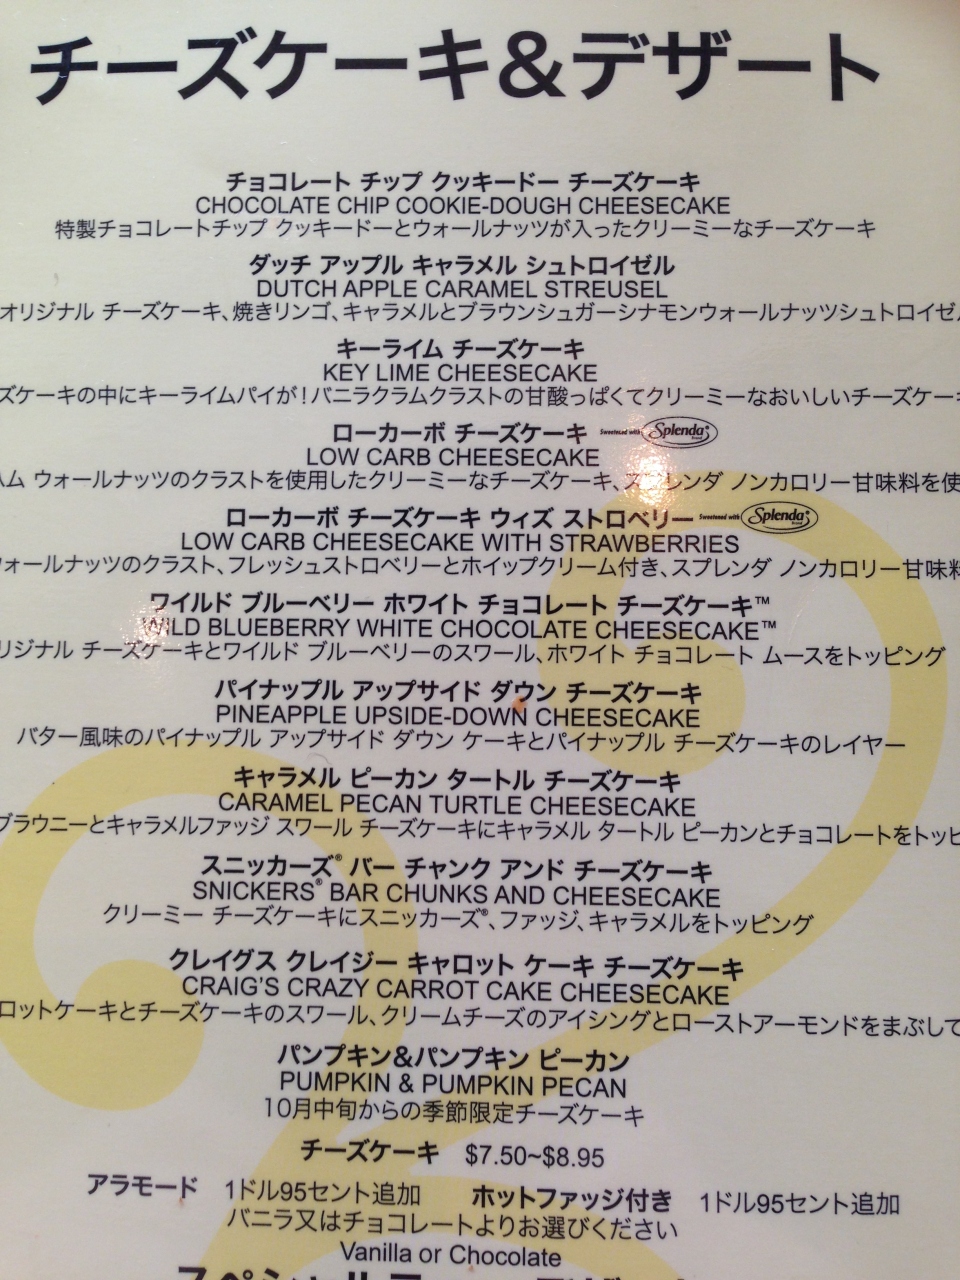 チーズケーキ&デザート
チョコレート チップ クッキードー チーズケーキ
CHOCOLATE CHIP COOKIE-DOUGH CHEESECAKE
特製チョコレートチップ クッキードーとウォールナッツが入ったクリーミーなチーズケーキ
ダッチ アップル キャラメル シュトロイゼル
DUTCH APPLE CARAMEL STREUSEL
オリジナル チーズケーキ、焼きリンゴ、キャラメルとブラウンシュガーシナモンウォールナッツシュトロイゼル
キーライム チーズケーキ
KEY LIME CHEESECAKE
ズケーキの中にキーライムパイが!バニラクラムクラストの甘酸っぱくてクリーミーなおいしいチーズケー
ローカーボ チーズケーキ Sweetened with Splenda® Brand
LOW CARB CHEESECAKE
ム ウォールナッツのクラストを使用したクリーミーなチーズケーキ、スプレンダ ノンカロリー甘味料を使
ローカーボ チーズケーキ ウィズ ストロベリー Sweetened with Splenda® Brand
LOW CARB CHEESECAKE WITH STRAWBERRIES
ウォールナッツのクラスト、フレッシュストロベリーとホイップクリーム付き、スプレンダ ノンカロリー甘味料
ワイルド ブルーベリー ホワイト チョコレート チーズケーキ™
WILD BLUEBERRY WHITE CHOCOLATE CHEESECAKE™
リジナル チーズケーキとワイルド ブルーベリーのスワール、ホワイト チョコレート ムースをトッピング
パイナップル アップサイド ダウン チーズケーキ
PINEAPPLE UPSIDE-DOWN CHEESECAKE
バター風味のパイナップル アップサイド ダウン ケーキとパイナップル チーズケーキのレイヤー
キャラメル ピーカン タートル チーズケーキ
CARAMEL PECAN TURTLE CHEESECAKE
ブラウニーとキャラメルファッジ スワール チーズケーキにキャラメル タートル ピーカンとチョコレートをトッピ
スニッカーズ® バー チャンク アンド チーズケーキ
SNICKERS® BAR CHUNKS AND CHEESECAKE
クリーミー チーズケーキにスニッカーズ®、ファッジ、キャラメルをトッピング
クレイグス クレイジー キャロット ケーキ チーズケーキ
CRAIG'S CRAZY CARROT CAKE CHEESECAKE
ロットケーキとチーズケーキのスワール、クリームチーズのアイシングとローストアーモンドをまぶして
パンプキン&パンプキン ピーカン
PUMPKIN & PUMPKIN PECAN
10月中旬からの季節限定チーズケーキ
チーズケーキ $7.50~$8.95
アラモード 1ドル95セント追加 ホットファッジ付き 1ドル95セント追加
バニラ又はチョコレートよりお選びください
Vanilla or Chocolate